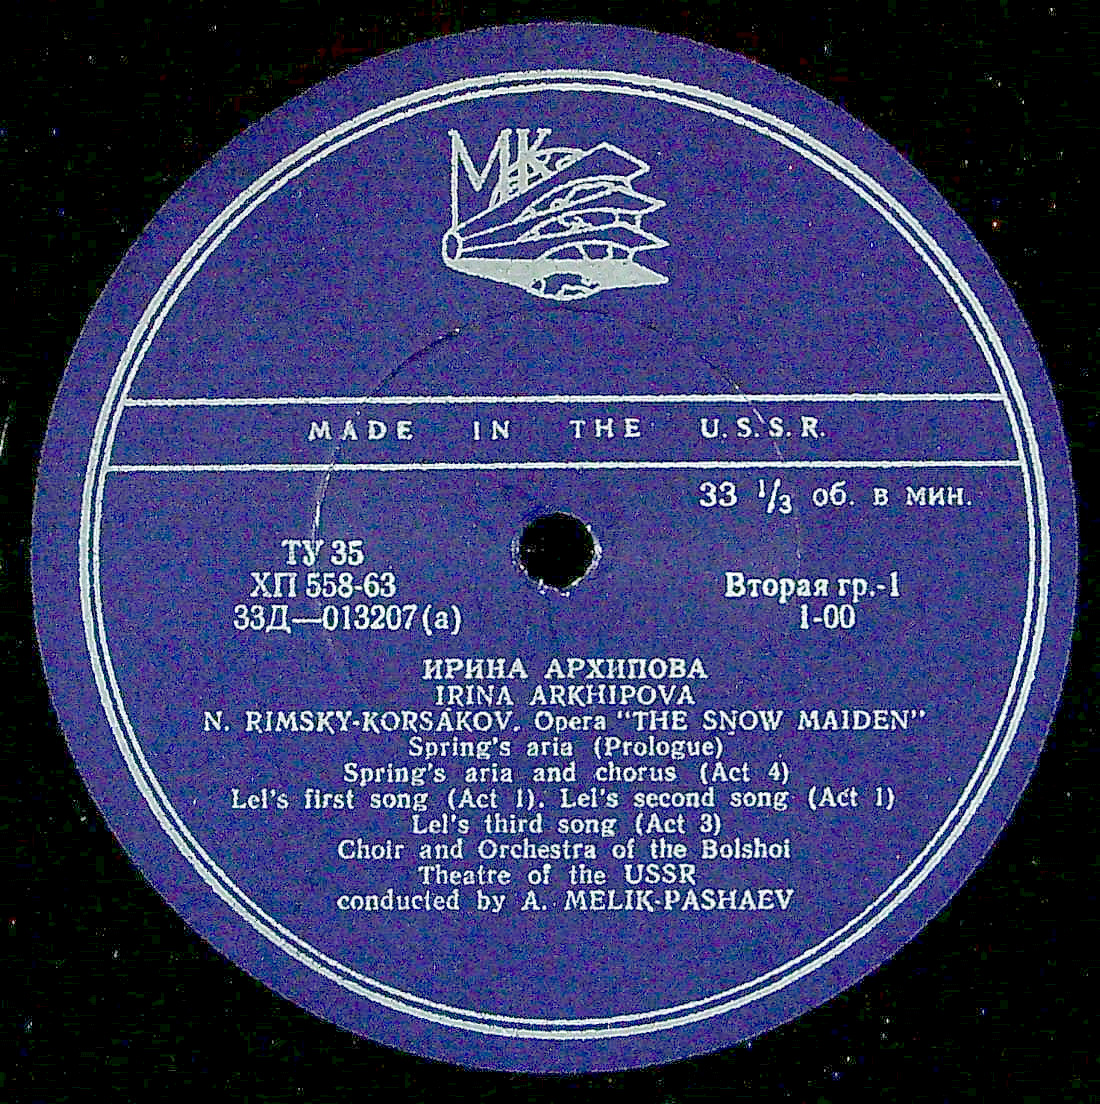 МК
MADE IN THE U.S.S.R.
33 1/3 об. в мин.
ТУ 35
ХП 558-63
33Д—013207(а)
Вторая гр.-1
1-00
ИРИНА АРХИПОВА
IRINA ARKHIPOVA
N. RIMSKY-KORSAKOV. Opera "THE SNOW MAIDEN"
Spring's aria (Prologue)
Spring's aria and chorus (Act 4)
Lel's first song (Act 1). Lel's second song (Act 1)
Lel's third song (Act 3)
Choir and Orchestra of the Bolshoi
Theatre of the USSR
conducted by A. MELIK-PASHAEV